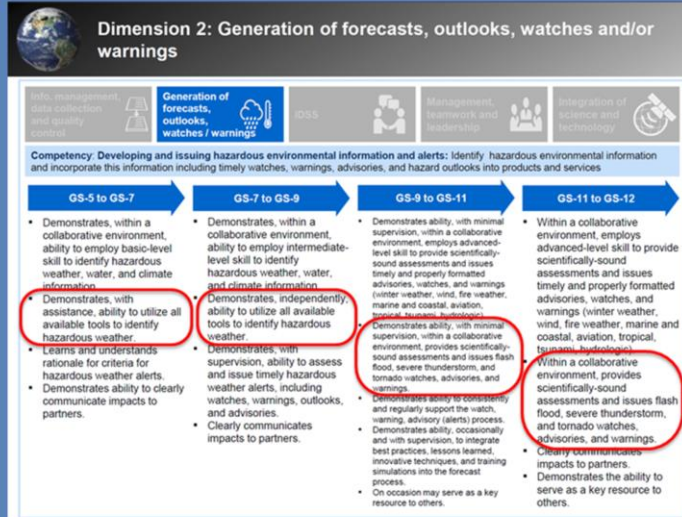 Dimension 2: Generation of forecasts, outlooks, watches and/or
warnings
Info, management,
data collection
and quality
control
Generation of
forecasts,
outlooks,
watches / warnings
IDSS
Management,
teamwork and
leadership
Integration of
science and
technology
Competency: Developing and issuing hazardous environmental information and alerts: Identify hazardous environmental information
and incorporate this information including timely watches, warnings, advisories, and hazard outlooks into products and services
GS-5 to GS-7
▪ Demonstrates, within a
collaborative environment,
ability to employ basic-level
skill to identify hazardous
weather, water, and climate
information.
▪ Demonstrates, with
assistance, ability to utilize all
available tools to identify
hazardous weather.
▪ Learns and understands
rationale for criteria for
hazardous weather alerts.
▪ Demonstrates ability to clearly
communicate impacts to
partners.
GS-7 to GS-9
▪ Demonstrates, within a
collaborative environment,
ability to employ intermediate-
level skill to identify
hazardous weather, water,
and climate information.
▪ Demonstrates, independently,
ability to utilize all available
tools to identify hazardous
weather.
▪ Demonstrates, with
supervision, ability to assess
and issue timely hazardous
weather alerts, including
watches, warnings, outlooks,
and advisories.
▪ Clearly communicates
impacts to partners.
GS-9 to GS-11
▪ Demonstrates ability, with minimal
supervision, within a collaborative
environment, employs advanced-
level skill to provide scientifically-
sound assessments and issues
timely and properly formatted
advisories, watches, and warnings
(winter weather, wind, fire weather,
marine and coastal, aviation,
tropical, tsunami, hydrologic).
▪ Demonstrates ability, with minimal
supervision, within a collaborative
environment, provides scientifically-
sound assessments and issues flash
flood, severe thunderstorm, and
tornado watches, advisories, and
warnings.
▪ Demonstrates ability to consistently
and regularly support the watch,
warning, advisory (alerts) process.
▪ Demonstrates ability, occasionally
and with supervision, to integrate
best practices, lessons learned,
innovative techniques, and training
simulations into the forecast
process.
▪ On occasion may serve as a key
resource to others.
GS-11 to GS-12
▪ Within a collaborative
environment, employs
advanced-level skill to provide
scientifically-sound
assessments and issues
timely and properly formatted
advisories, watches, and
warnings (winter weather,
wind, fire weather, marine and
coastal, aviation, tropical,
tsunami, hydrologic).
▪ Within a collaborative
environment, provides
scientifically-sound
assessments and issues flash
flood, severe thunderstorm,
and tornado watches,
advisories, and warnings.
▪ Clearly communicates
impacts to partners.
▪ Demonstrates the ability to
serve as a key resource to
others.